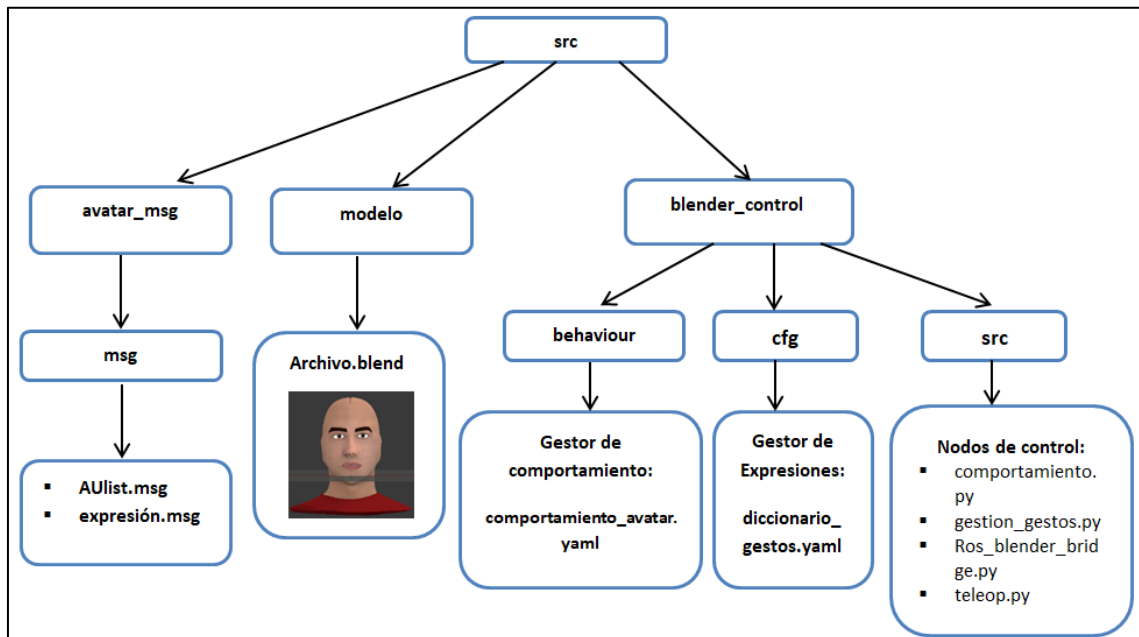 src
avatar_msg
modelo
blender_control
msg
Archivo.blend
behaviour
cfg
src
AUlist.msg
expresión.msg
Gestor de
comportamiento:
comportamiento_avatar.
yaml
Gestor de
Expresiones:
diccionario_
gestos.yaml
Nodos de control:
comportamiento.
py
gestion_gestos.py
Ros_blender_brid
ge.py
teleop.py